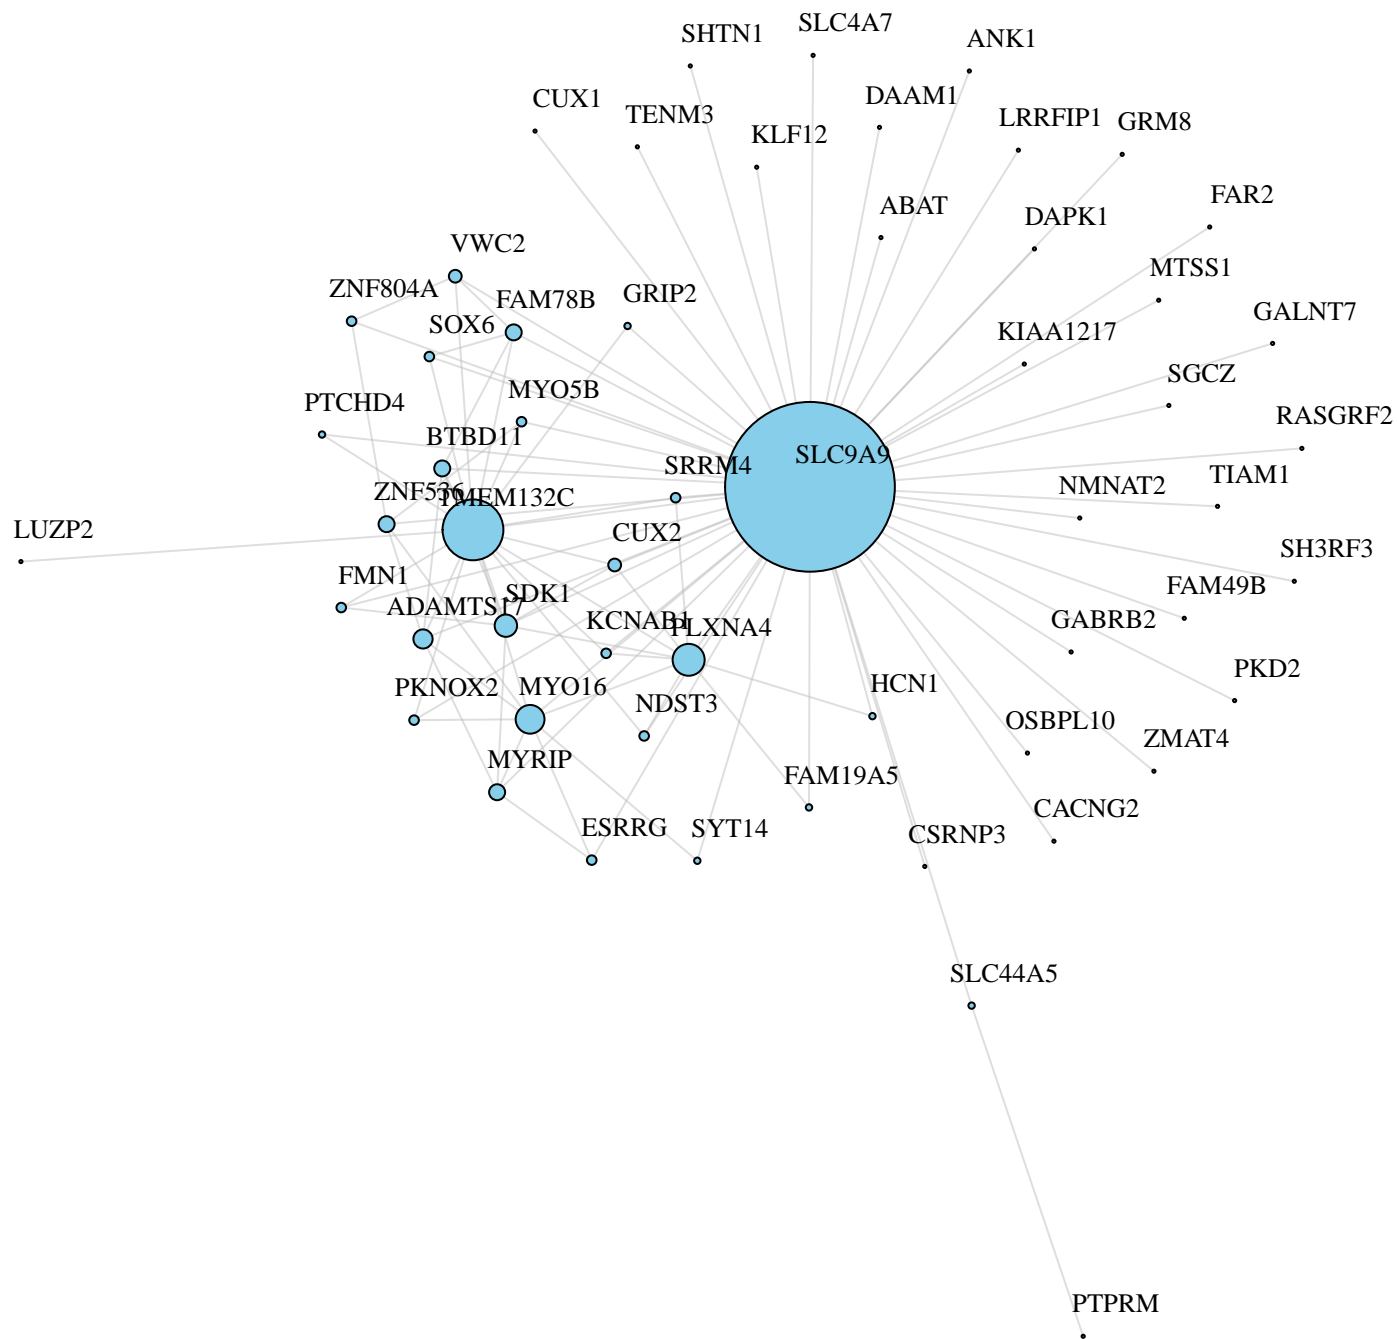 SLC4A7
SHTN1
ANK1
CUX1
TENM3
DAAM1
KLF12
LRRFIP1
GRM8
ABAT
DAPK1
FAR2
VWC2
MTSS1
ZNF804A
FAM78B
GRIP2
SOX6
KIAA1217
GALNT7
SGCZ
MYO5B
PTCHD4
BTBD11
RASGRF2
SLC9A9
SRRM4
TIAM1
ZNF536
TMEM132C
NMNAT2
LUZP2
CUX2
SH3RF3
FMN1
ADAMTS17
SDK1
FAM49B
KCNAB1
PLXNA4
GABRB2
PKNOX2
MYO16
NDST3
HCN1
PKD2
OSBPL10
ZMAT4
MYRIP
FAM19A5
CACNG2
ESRRG
SYT14
CSRNP3
SLC44A5
PTPRM